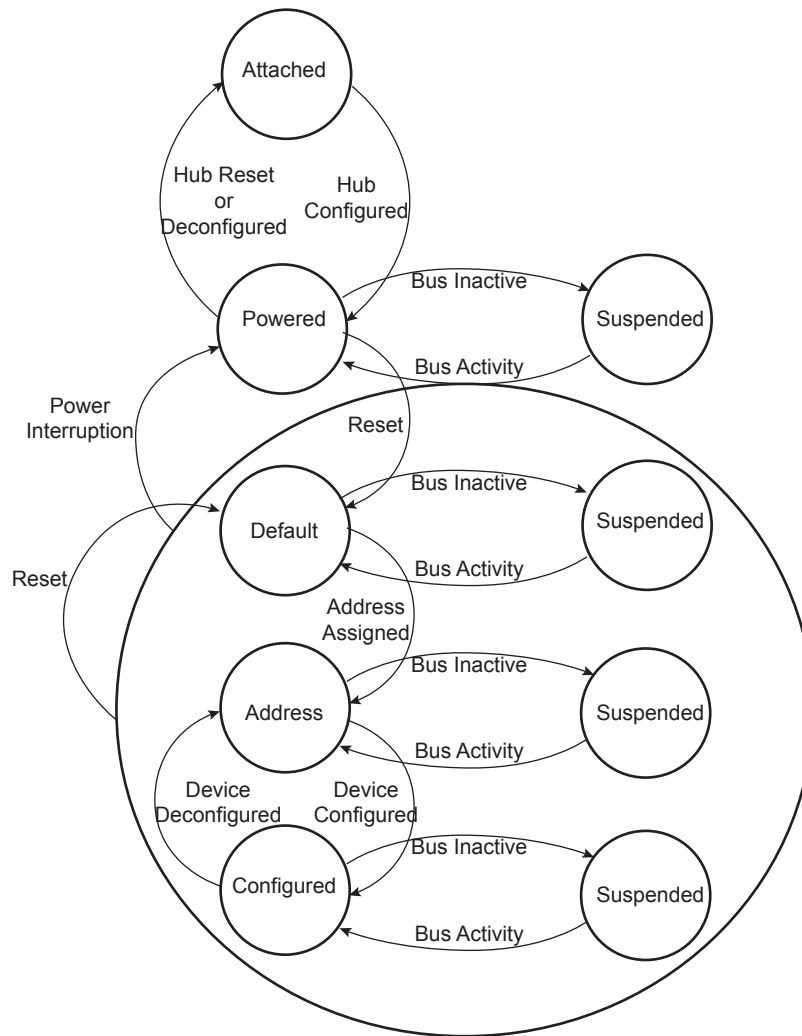 Attached
Hub Reset
or
Deconfigured
Hub
Configured
Powered
Bus Inactive
Suspended
Bus Activity
Power
Interruption
Reset
Default
Bus Inactive
Suspended
Bus Activity
Reset
Address
Assigned
Address
Bus Inactive
Suspended
Bus Activity
Device
Deconfigured
Device
Configured
Configured
Bus Inactive
Suspended
Bus Activity